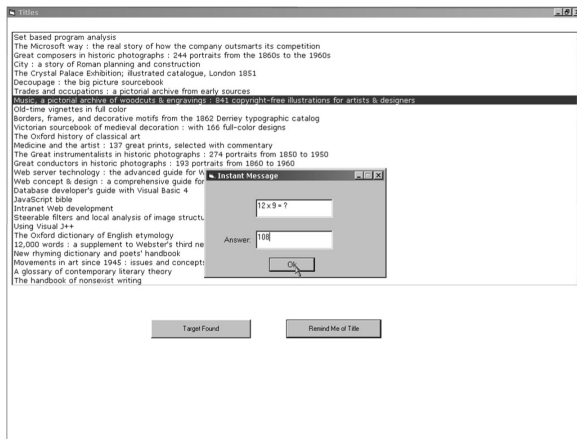 Titles
Set based program analysis
The Microsoft way : the real story of how the company outsmarts its competition
Great composers in historic photographs : 244 portraits from the 1860s to the 1960s
City : a story of Roman planning and construction
The Crystal Palace Exhibition; illustrated catalogue, London 1851
Decoupage : the big picture sourcebook
Trades and occupations : a pictorial archive from early sources
Music, a pictorial archive of woodcuts & engravings : 841 copyright-free illustrations for artists & designers
Old-time vignettes in full color
Borders, frames, and decorative motifs from the 1862 Derriey typographic catalog
Victorian sourcebook of medieval decoration : with 166 full-color designs
The Oxford history of classical art
Medicine and the artist : 137 great prints, selected with commentary
The Great instrumentalists in historic photographs : 274 portraits from 1850 to 1950
Great conductors in historic photographs : 193 portraits from 1860 to 1960
Web server technology : the advanced guide for W
Web concept & design : a comprehensive guide for
Database developer's guide with Visual Basic 4
JavaScript bible
Intranet Web development
Steerable filters and local analysis of image structu
Using Visual J++
The Oxford dictionary of English etymology
12,000 words : a supplement to Webster's third ne
New rhyming dictionary and poets' handbook
Movements in art since 1945 : issues and concepts
A glossary of contemporary literary theory
The handbook of nonsexist writing
Instant Message
12 x 9 = ?
Answer 108
Ok
Target Found
Remind Me of Title